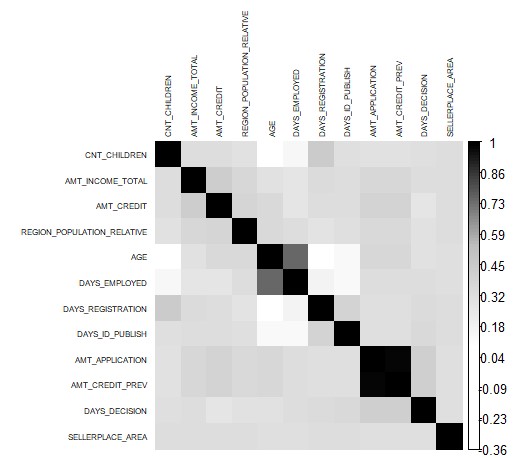 CNT_CHILDREN
AMT_INCOME_TOTAL
AMT_CREDIT
REGION_POPULATION_RELATIVE
AGE
DAYS_EMPLOYED
DAYS_REGISTRATION
DAYS_ID_PUBLISH
AMT_APPLICATION
AMT_CREDIT_PREV
DAYS_DECISION
SELLERPLACE_AREA
CNT_CHILDREN
AMT_INCOME_TOTAL
AMT_CREDIT
REGION_POPULATION_RELATIVE
AGE
DAYS_EMPLOYED
DAYS_REGISTRATION
DAYS_ID_PUBLISH
AMT_APPLICATION
AMT_CREDIT_PREV
DAYS_DECISION
SELLERPLACE_AREA
1
0.86
0.73
0.59
0.45
0.32
0.18
0.04
-0.09
-0.23
-0.36